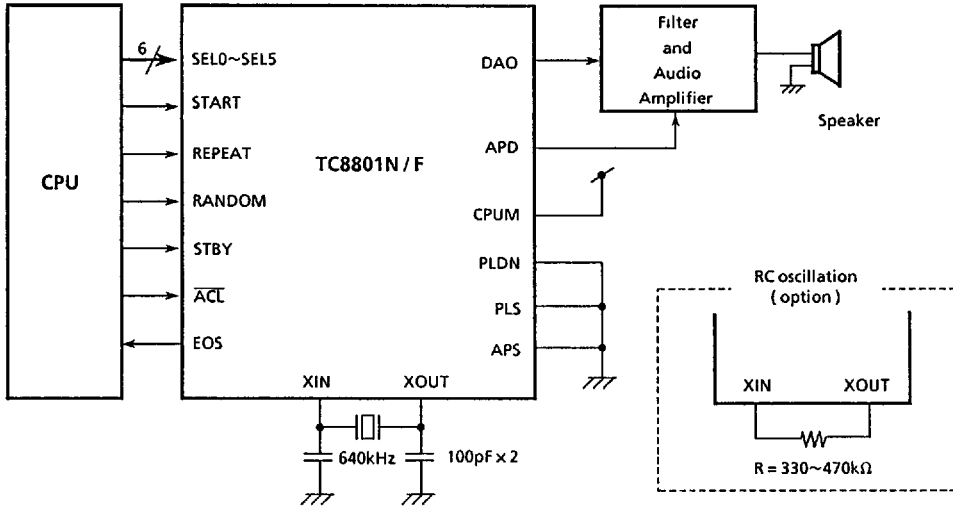 CPU
6
SEL0~SEL5
START
REPEAT
RANDOM
STBY
ACL
EOS
TC8801N / F
DAO
APD
CPUM
PLDN
PLS
APS
XIN
XOUT
640kHz
100pF × 2
Filter
and
Audio
Amplifier
Speaker
RC oscillation
( option )
XIN
XOUT
R = 330~470kΩ